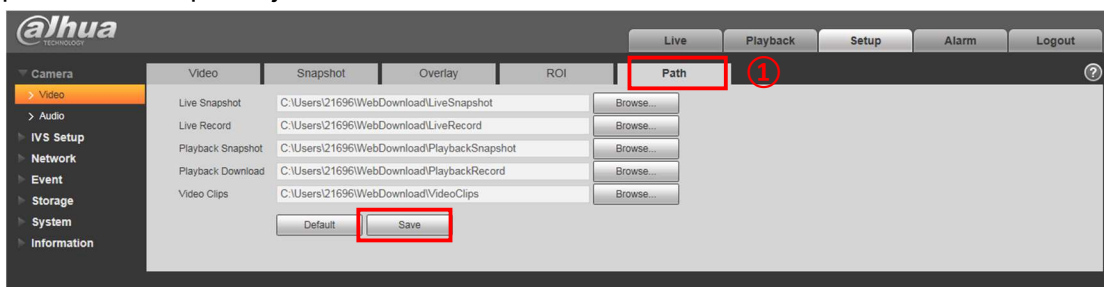 alhua
TECHNOLOGY
Live Playback Setup Alarm Logout
Camera Video Snapshot Overlay ROI Path ① ?
> Video
> Audio
IVS Setup
Network
Event
Storage
System
Information
Live Snapshot C:\Users\21696\WebDownload\LiveSnapshot Browse...
Live Record C:\Users\21696\WebDownload\LiveRecord Browse...
Playback Snapshot C:\Users\21696\WebDownload\PlaybackSnapshot Browse...
Playback Download C:\Users\21696\WebDownload\PlaybackRecord Browse...
Video Clips C:\Users\21696\WebDownload\VideoClips Browse...
Default Save